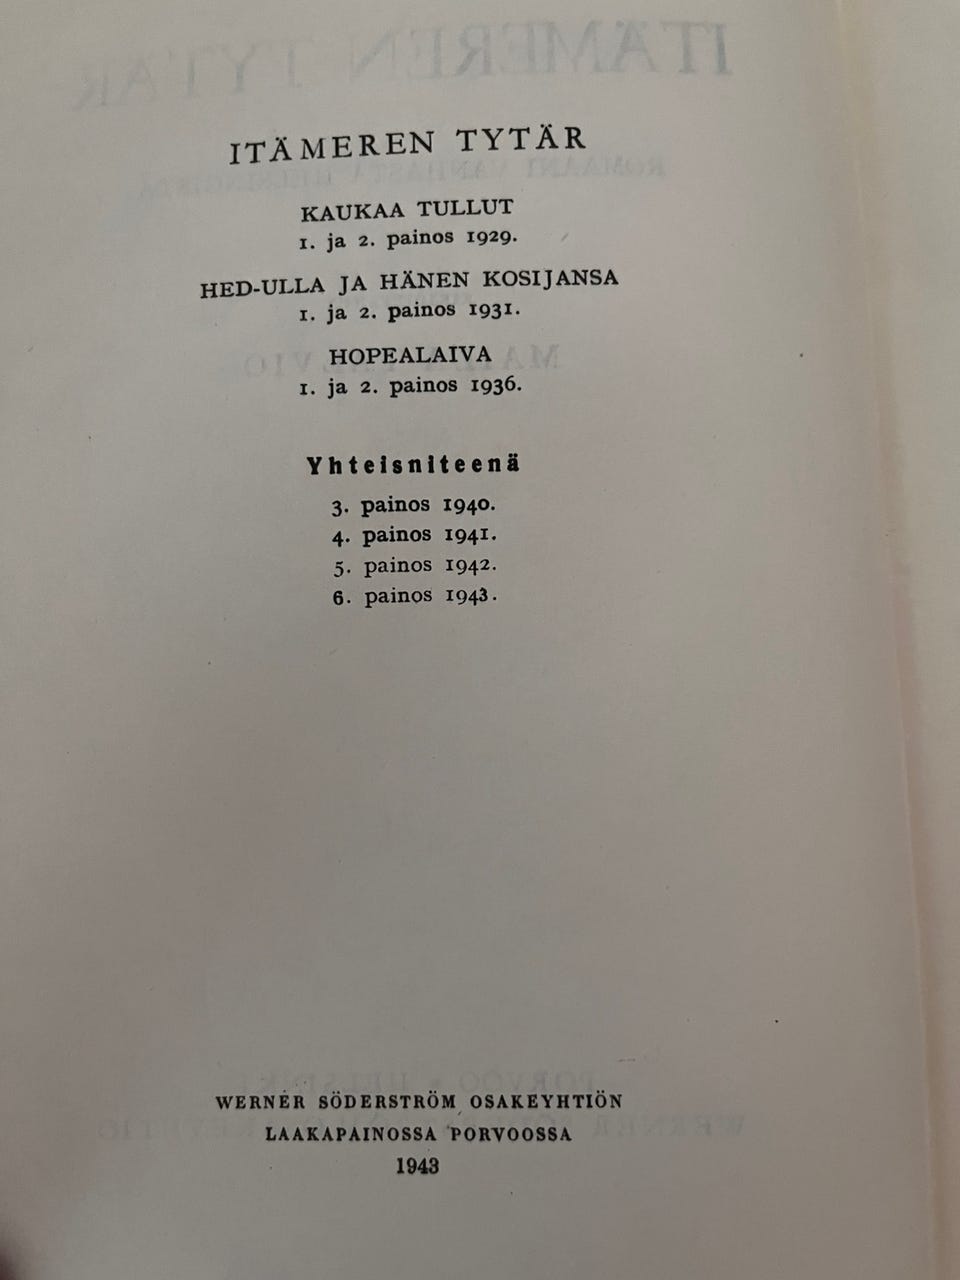 ITÄMEREN TYTÄR
KAUKAA TULLUT
1. ja 2. painos 1929.
HED-ULLA JA HÄNEN KOSIJANSA
1. ja 2. painos 1931.
HOPEALAIVA
1. ja 2. painos 1936.
Yhteisniteenä
3. painos 1940.
4. painos 1941.
5. painos 1942.
6. painos 1943.
WERNER SÖDERSTRÖM OSAKEYHTIÖN
LAAKAPAINOSSA PORVOOSSA
1943